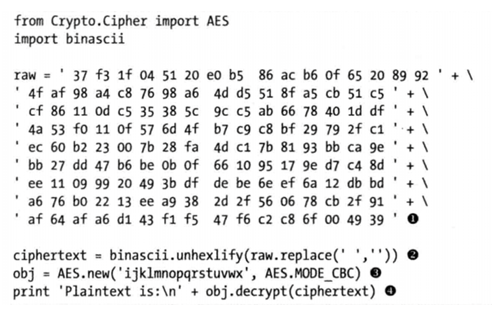 from Crypto.Cipher import AES
import binascii
raw = ' 37 f3 1f 04 51 20 e0 b5  86 ac b6 0f 65 20 89 92 ' + \
' 4f af 98 a4 c8 76 98 a6  4d d5 51 8f a5 cb 51 c5 ' + \
' cf 86 11 0d c5 35 38 5c  9c c5 ab 66 78 40 1d df ' + \
' 4a 53 f0 11 0f 57 6d 4f  b7 c9 c8 bf 29 79 2f c1 ' + \
' ec 60 b2 23 00 7b 28 fa  4d c1 7b 81 93 bb ca 9e ' + \
' bb 27 dd 47 b6 be 0b 0f  66 10 95 17 9e d7 c4 8d ' + \
' ee 11 09 99 20 49 3b df  de be 6e ef 6a 12 db bd ' + \
' a6 76 b0 22 13 ee a9 38  2d 2f 56 06 78 cb 2f 91 ' + \
' af 64 af a6 d1 43 f1 f5  47 f6 c2 c8 6f 00 49 39 ' ❶
ciphertext = binascii.unhexlify(raw.replace(' ','')) ❷
obj = AES.new('ijklmnopqrstuvwx', AES.MODE_CBC) ❸
print 'Plaintext is:\n' + obj.decrypt(ciphertext) ❹